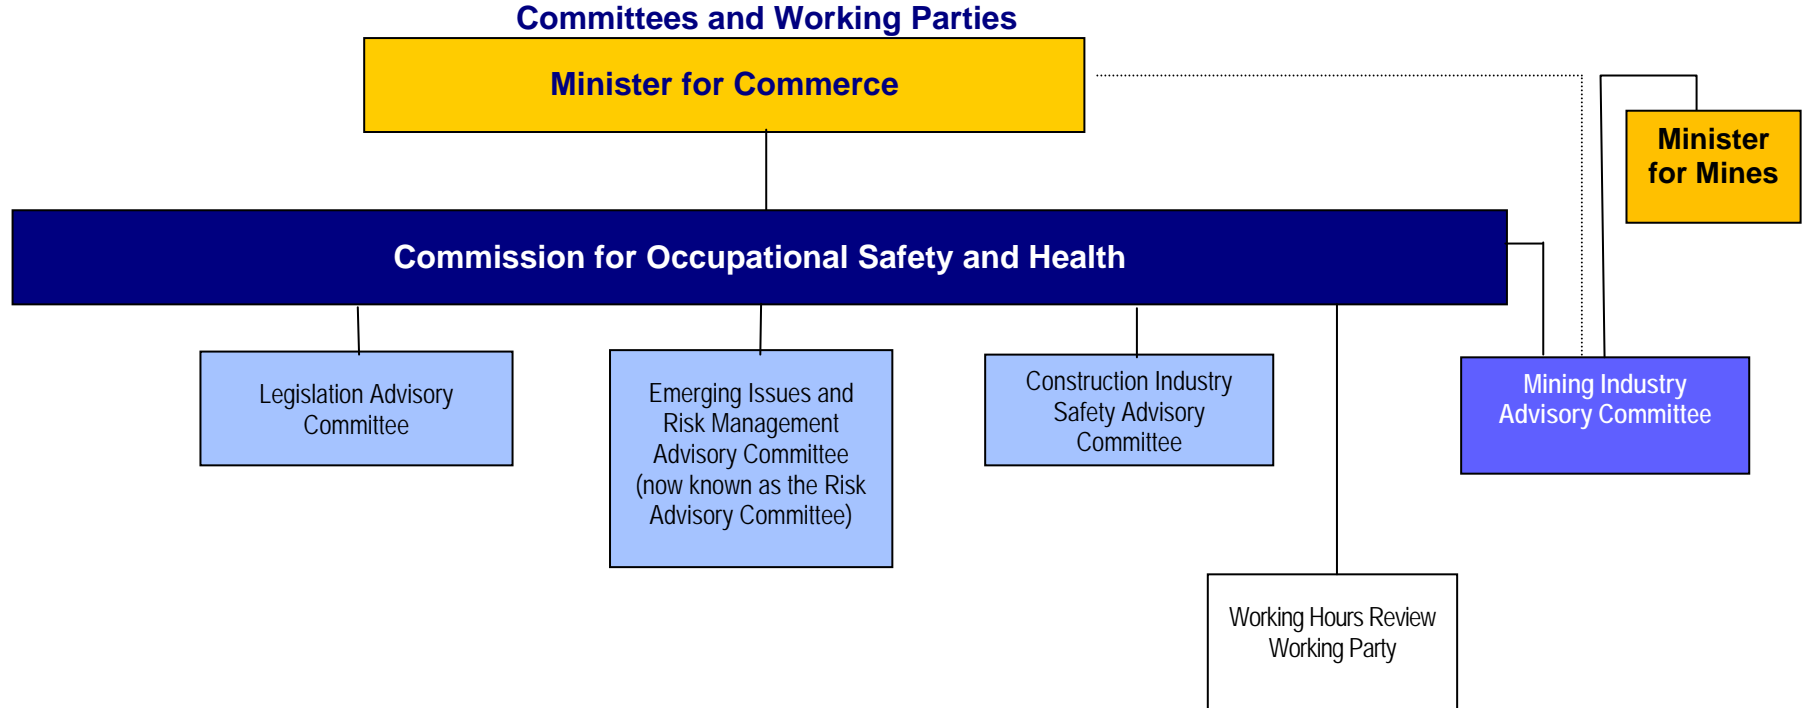 Committees and Working Parties
Minister for Commerce
Minister
for Mines
Commission for Occupational Safety and Health
Legislation Advisory
Committee
Emerging Issues and
Risk Management
Advisory Committee
(now known as the Risk
Advisory Committee)
Construction Industry
Safety Advisory
Committee
Mining Industry
Advisory Committee
Working Hours Review
Working Party